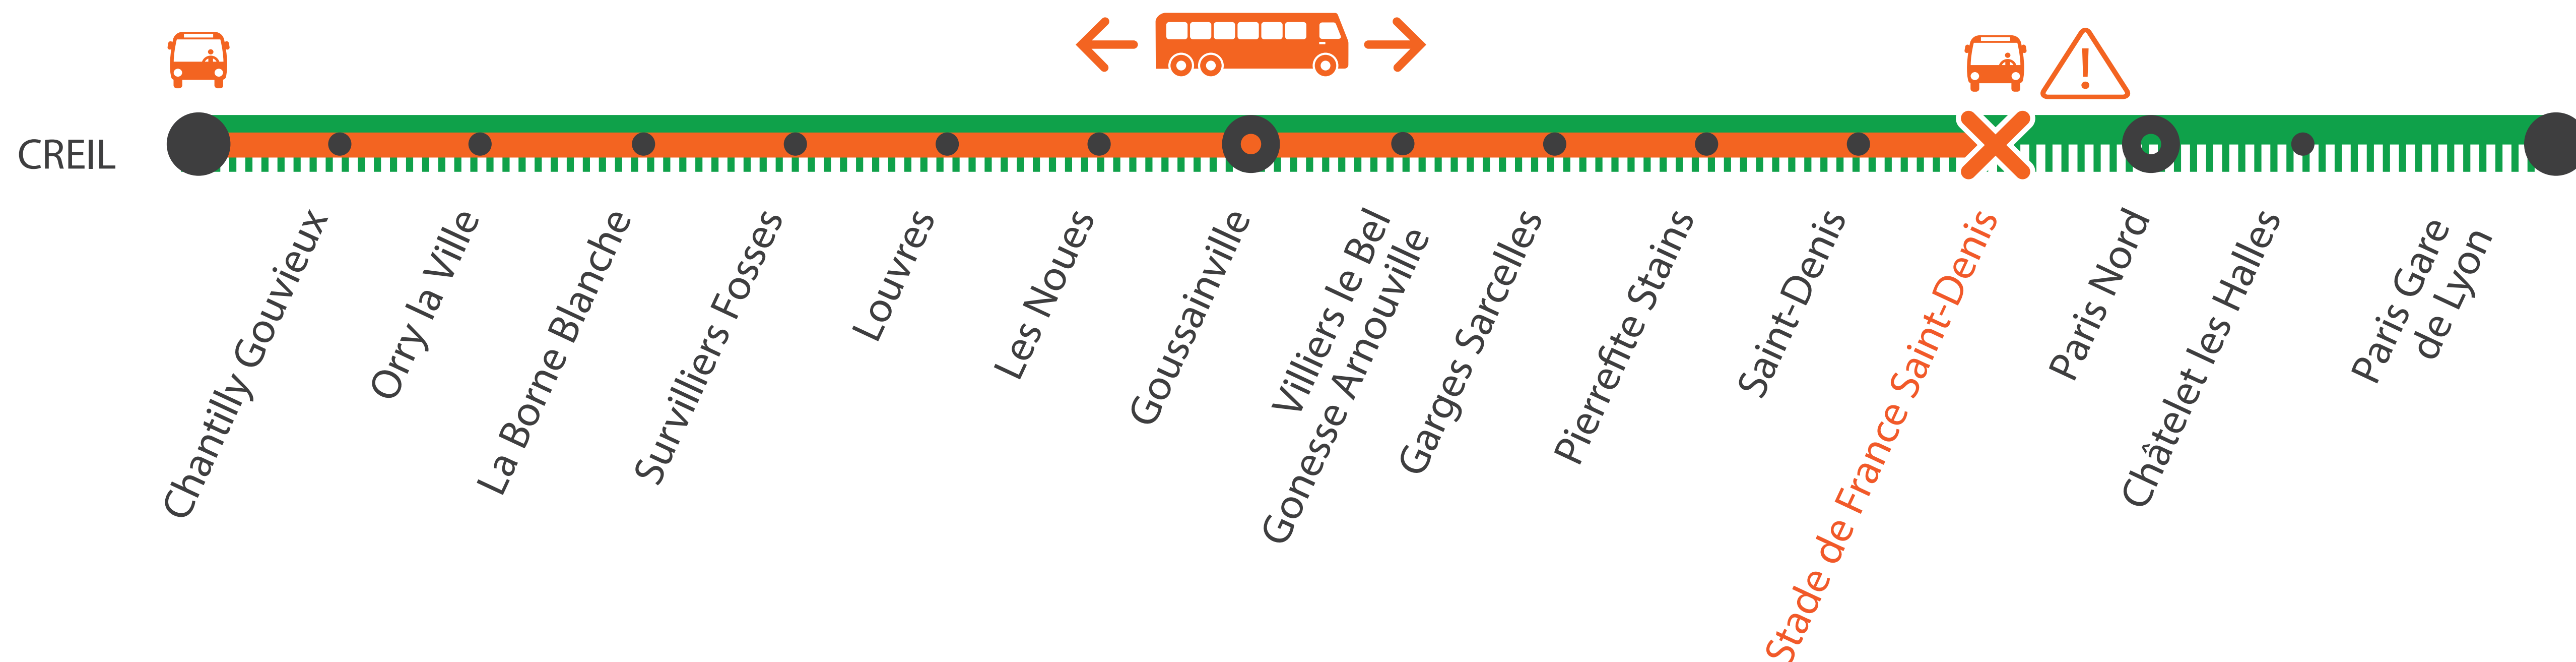 CREIL
Chantilly Gouvieux
Orry la Ville
La Borne Blanche
Survilliers Fosses
Louvres
Les Noues
Goussainville
Villiers le Bel
Gonesse Arnouville
Garges Sarcelles
Pierrefite Stains
Saint-Denis
Stade de France Saint-Denis
Paris Nord
Châtelet les Halles
Paris Gare
de Lyon